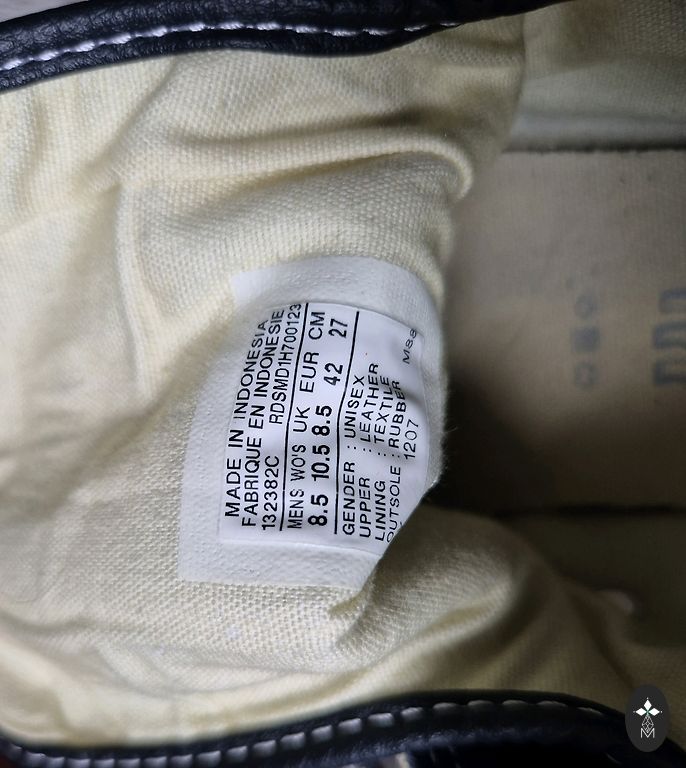 MADE IN INDONESIA
FABRIQUE EN INDONESIE
132382C RDSMD1H700123
MENS WO'S UK EUR CM
8.5 10.5 8.5 42 27
GENDER : UNISEX
UPPER : LEATHER
LINING : TEXTILE
OUTSOLE : RUBBER
1207
M